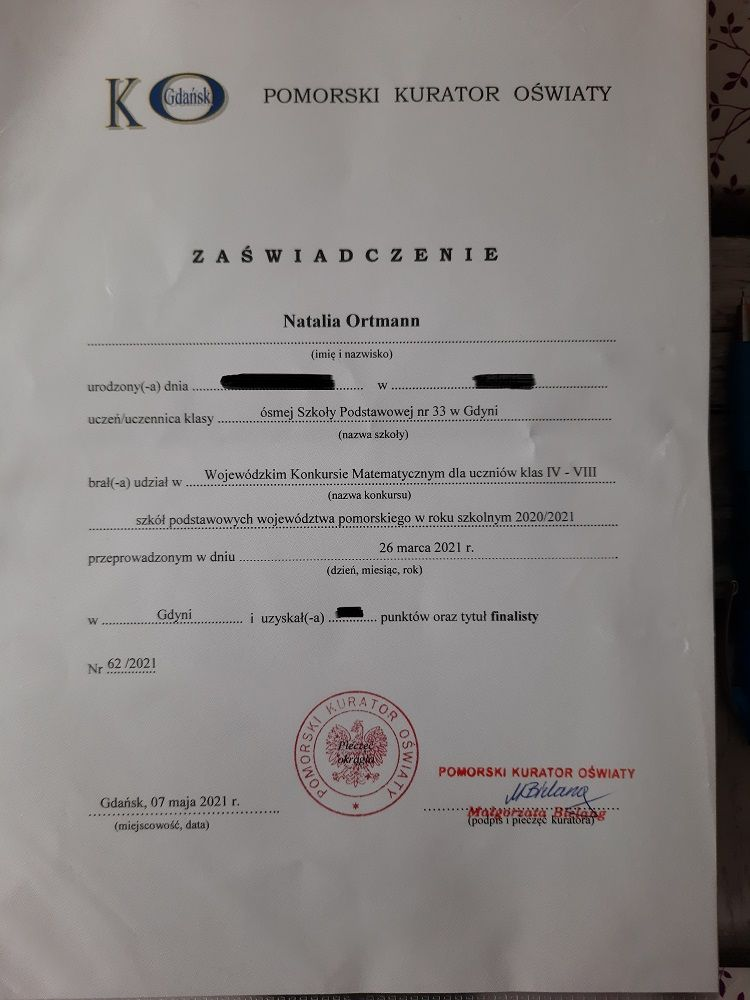 KO Gdańsk POMORSKI KURATOR OŚWIATY
ZAŚWIADCZENIE
Natalia Ortmann
(imię i nazwisko)
urodzony(-a) dnia w
uczeń/uczennica klasy ósmej Szkoły Podstawowej nr 33 w Gdyni
(nazwa szkoły)
brał(-a) udział w Wojewódzkim Konkursie Matematycznym dla uczniów klas IV - VIII
(nazwa konkursu)
szkół podstawowych województwa pomorskiego w roku szkolnym 2020/2021
przeprowadzonym w dniu 26 marca 2021 r.
(dzień, miesiąc, rok)
w Gdyni i uzyskał(-a) punktów oraz tytuł finalisty
Nr 62 /2021
POMORSKI KURATOR OŚWIATY
Pieczęć
okrągła
POMORSKI KURATOR OŚWIATY
MBielang
Małgorzata Bielang
(podpis i pieczęć kuratora)
Gdańsk, 07 maja 2021 r.
(miejscowość, data)